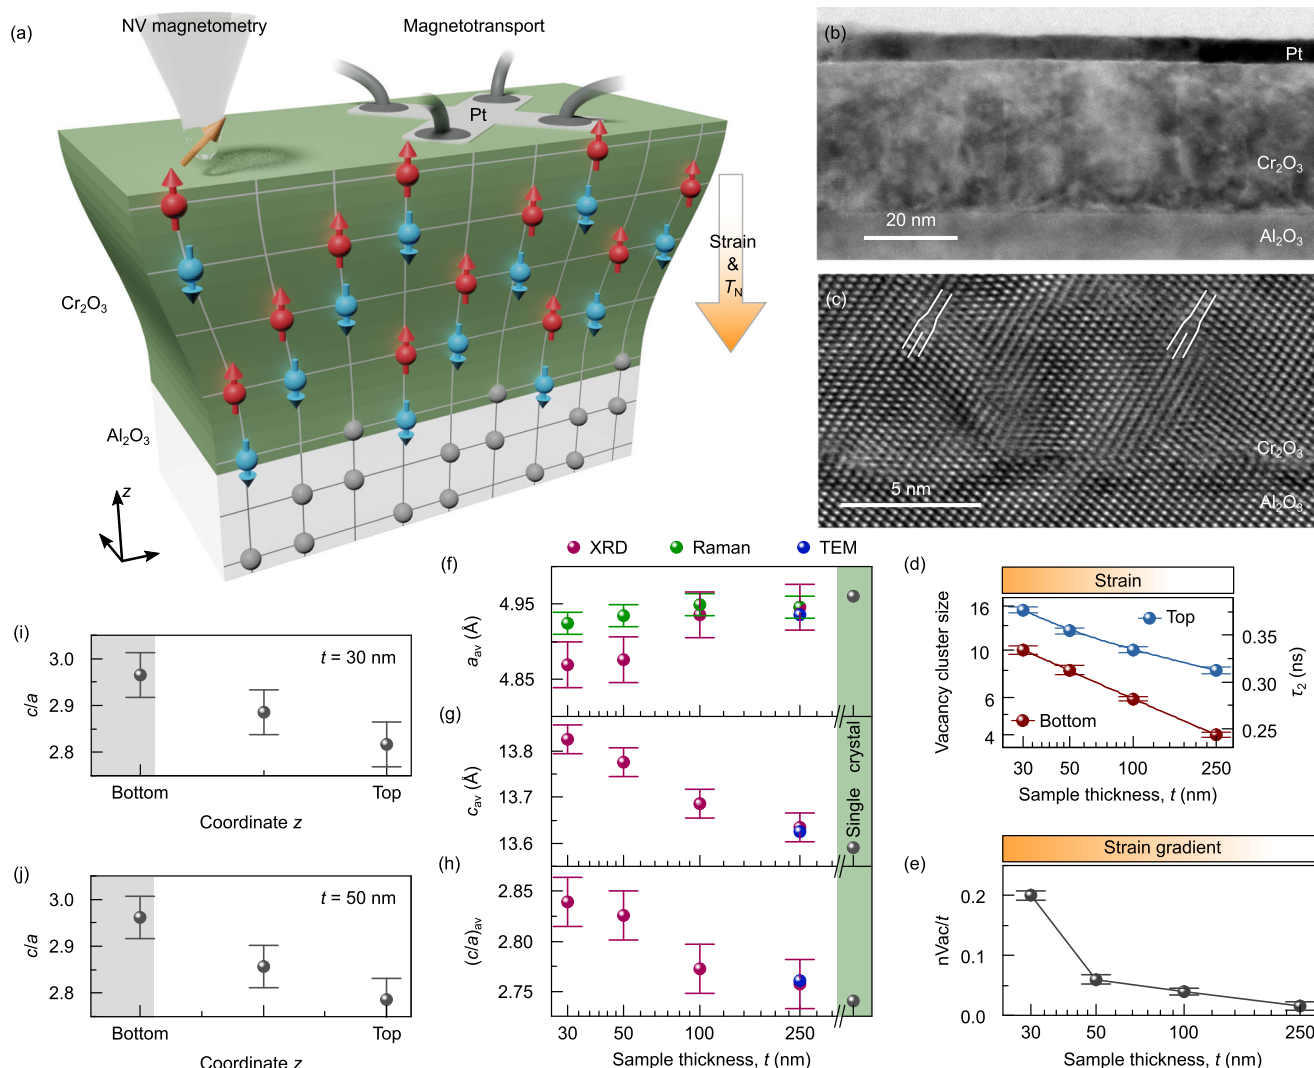 (a)
NV magnetometry
Magnetotransport
Pt
Strain
&
T_N
Cr₂O₃
Al₂O₃
z
(b)
Pt
Cr₂O₃
20 nm
Al₂O₃
(c)
Cr₂O₃
5 nm
Al₂O₃
XRD
Raman
TEM
(f)
4.95
4.85
a_av (Å)
(g)
13.8
13.7
13.6
c_av (Å)
Single crystal
(h)
2.85
2.80
2.75
(c/a)_av
30
50
100
250
Sample thickness, t (nm)
(d)
Strain
16
10
6
4
Vacancy cluster size
Top
Bottom
0.35
0.30
0.25
τ₂ (ns)
30
50
100
250
Sample thickness, t (nm)
(e)
Strain gradient
0.2
0.1
0.0
nVac/t
30
50
100
250
Sample thickness, t (nm)
(i)
3.0
2.9
2.8
c/a
t = 30 nm
Bottom
Top
Coordinate z
(j)
3.0
2.9
2.8
c/a
t = 50 nm
Bottom
Top
Coordinate z